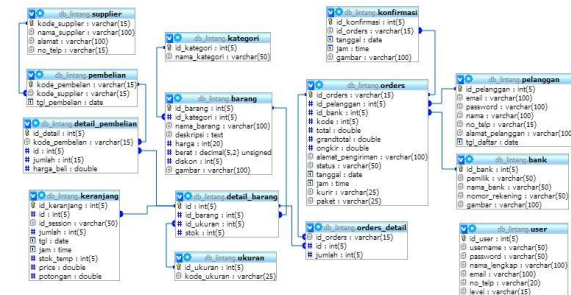 db_lintang supplier
kode_supplier : varchar(15)
nama_supplier : varchar(100)
alamat : varchar(100)
no_telp : varchar(15)
db_lintang pembelian
kode_pembelian : varchar(15)
kode_supplier : varchar(15)
tgl_pembelian : date
db_lintang detail_pembelian
id_detail : int(5)
kode_pembelian : varchar(15)
id : int(5)
jumlah : int(15)
harga_beli : double
db_lintang keranjang
id_keranjang : int(5)
id : int(5)
id_session : varchar(50)
jumlah : int(5)
tgl : date
jam : time
stok_temp : int(5)
price : double
potongan : double
db_lintang kategori
id_kategori : int(5)
nama_kategori : varchar(50)
db_lintang barang
id_barang : int(5)
id_kategori : int(5)
nama_barang : varchar(100)
deskripsi : text
harga : int(20)
berat : decimal(5,2) unsigned
diskon : int(5)
gambar : varchar(100)
db_lintang detail_barang
id : int(5)
id_barang : int(5)
id_ukuran : int(5)
stok : int(5)
db_lintang ukuran
id_ukuran : int(5)
kode_ukuran : varchar(25)
db_lintang konfirmasi
id_konfirmasi : int(5)
id_orders : varchar(15)
tanggal : date
jam : time
gambar : varchar(100)
db_lintang orders
id_orders : varchar(15)
id_pelanggan : int(5)
id_bank : int(5)
kode : int(5)
total : double
grandtotal : double
ongkir : double
alamat_pengiriman : varchar(100)
status : varchar(50)
tanggal : date
jam : time
kurir : varchar(25)
paket : varchar(25)
db_lintang orders_detail
id_orders : varchar(15)
id : int(5)
jumlah : int(5)
db_lintang pelanggan
id_pelanggan : int(5)
email : varchar(100)
password : varchar(100)
nama : varchar(100)
no_telp : varchar(15)
alamat_pelanggan : varchar(100)
tgl_daftar : date
db_lintang bank
id_bank : int(5)
pemilik : varchar(50)
nama_bank : varchar(50)
nomor_rekening : varchar(50)
gambar : varchar(100)
db_lintang user
id_user : int(5)
username : varchar(50)
password : varchar(50)
nama_lengkap : varchar(100)
email : varchar(100)
no_telp : varchar(20)
level : varchar(15)